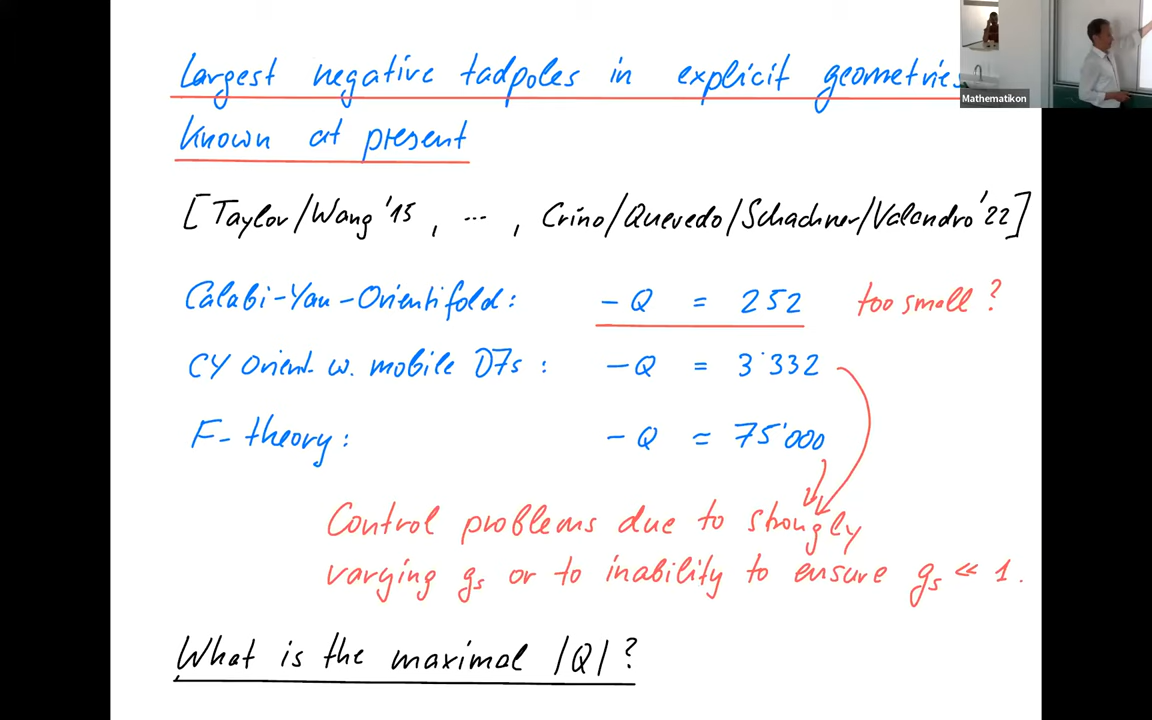 Largest negative tadpoles in explicit geometries
known at present
[Taylor/Wang '15, ..., Crino/Quevedo/Schachner/Valandro '22]
Calabi-Yau-Orientifold: -Q = 252 too small?
CY Orient. w. mobile D7s: -Q = 3'332
F-theory: -Q ≈ 75'000
Control problems due to strongly
varying gs or to inability to ensure gs ≪ 1.
What is the maximal |Q|?
Mathematikon